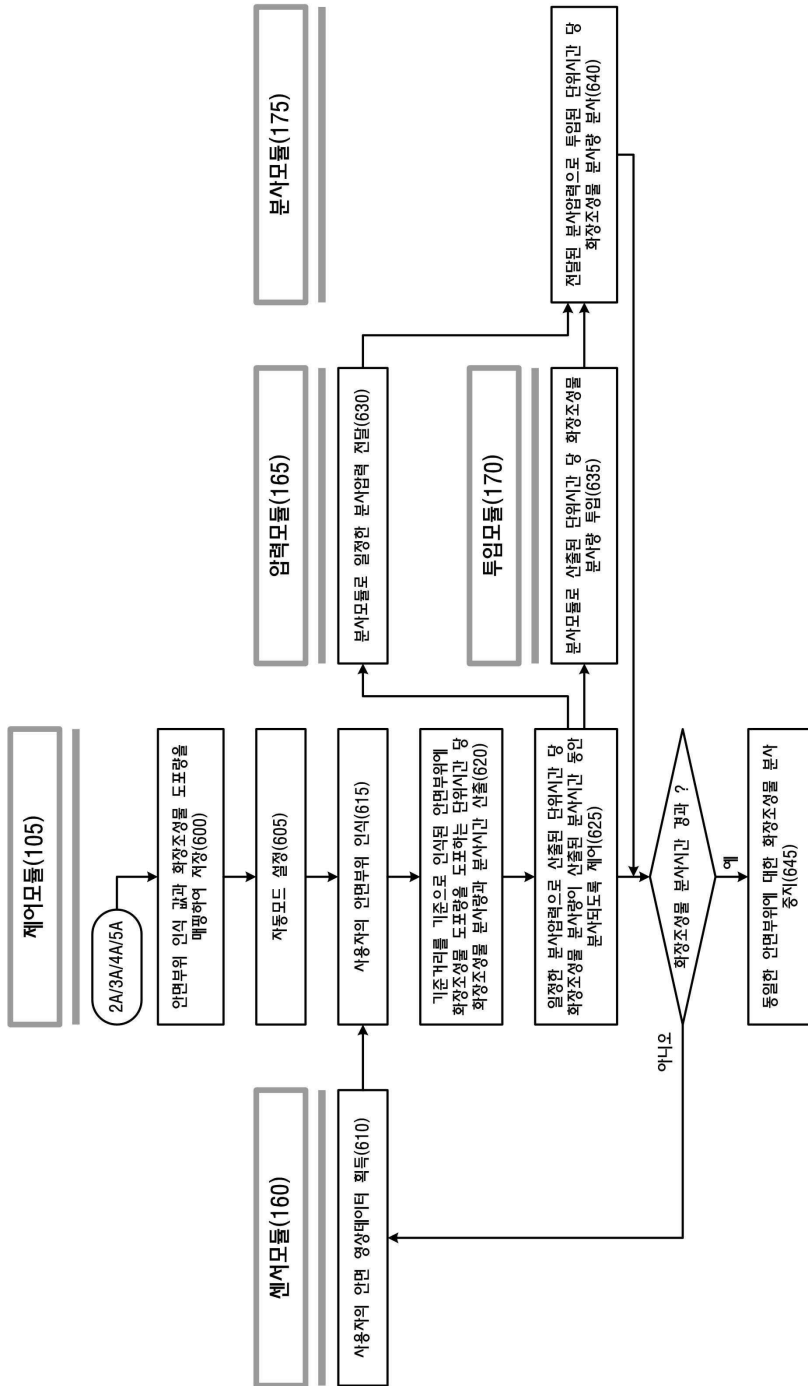 제어모듈(105)
2A/3A/4A/5A
안면부위 인식 값과 화장조성물 도포량을
매핑하여 저장(600)
자동모드 설정(605)
센서모듈(160)
사용자의 안면 영상데이터 획득(610)
사용자의 안면부위 인식(615)
기준거리를 기준으로 인식된 안면부위에
화장조성물 도포량을 도포하는 단위시간 당
화장조성물 분사량과 분사시간 산출(620)
일정한 분사압력으로 산출된 단위시간 당
화장조성물 분사량이 산출된 분사시간 동안
분사되도록 제어(625)
압력모듈(165)
분사모듈로 일정한 분사압력 전달(630)
투입모듈(170)
분사모듈로 산출된 단위시간 당 화장조성물
분사량 투입(635)
분사모듈(175)
전달된 분사압력으로 투입된 단위시간 당
화장조성물 분사량 분사(640)
화장조성물 분사시간 경과 ?
아니오
예
동일한 안면부위에 대한 화장조성물 분사
중지(645)